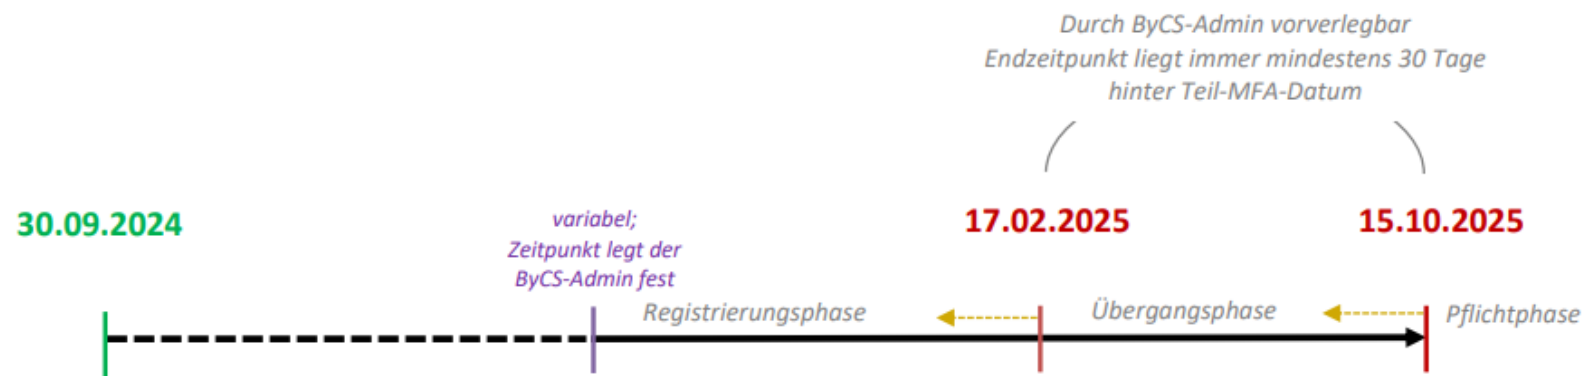 Durch ByCS-Admin vorverlegbar
Endzeitpunkt liegt immer mindestens 30 Tage
hinter Teil-MFA-Datum
30.09.2024
variabel;
Zeitpunkt legt der
ByCS-Admin fest
17.02.2025
15.10.2025
Registrierungsphase
Übergangsphase
Pflichtphase